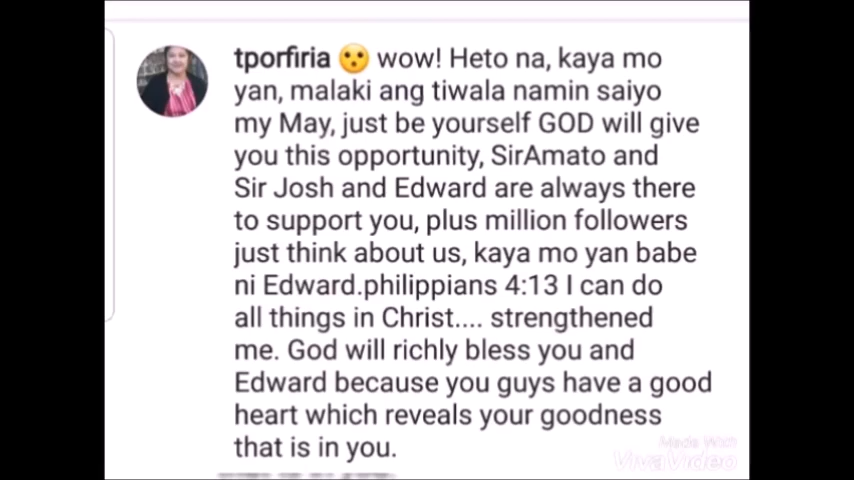 tporfiria 😮 wow! Heto na, kaya mo
yan, malaki ang tiwala namin saiyo
my May, just be yourself GOD will give
you this opportunity, SirAmato and
Sir Josh and Edward are always there
to support you, plus million followers
just think about us, kaya mo yan babe
ni Edward.philippians 4:13 I can do
all things in Christ.... strengthened
me. God will richly bless you and
Edward because you guys have a good
heart which reveals your goodness
that is in you.
Made With
VivaVideo